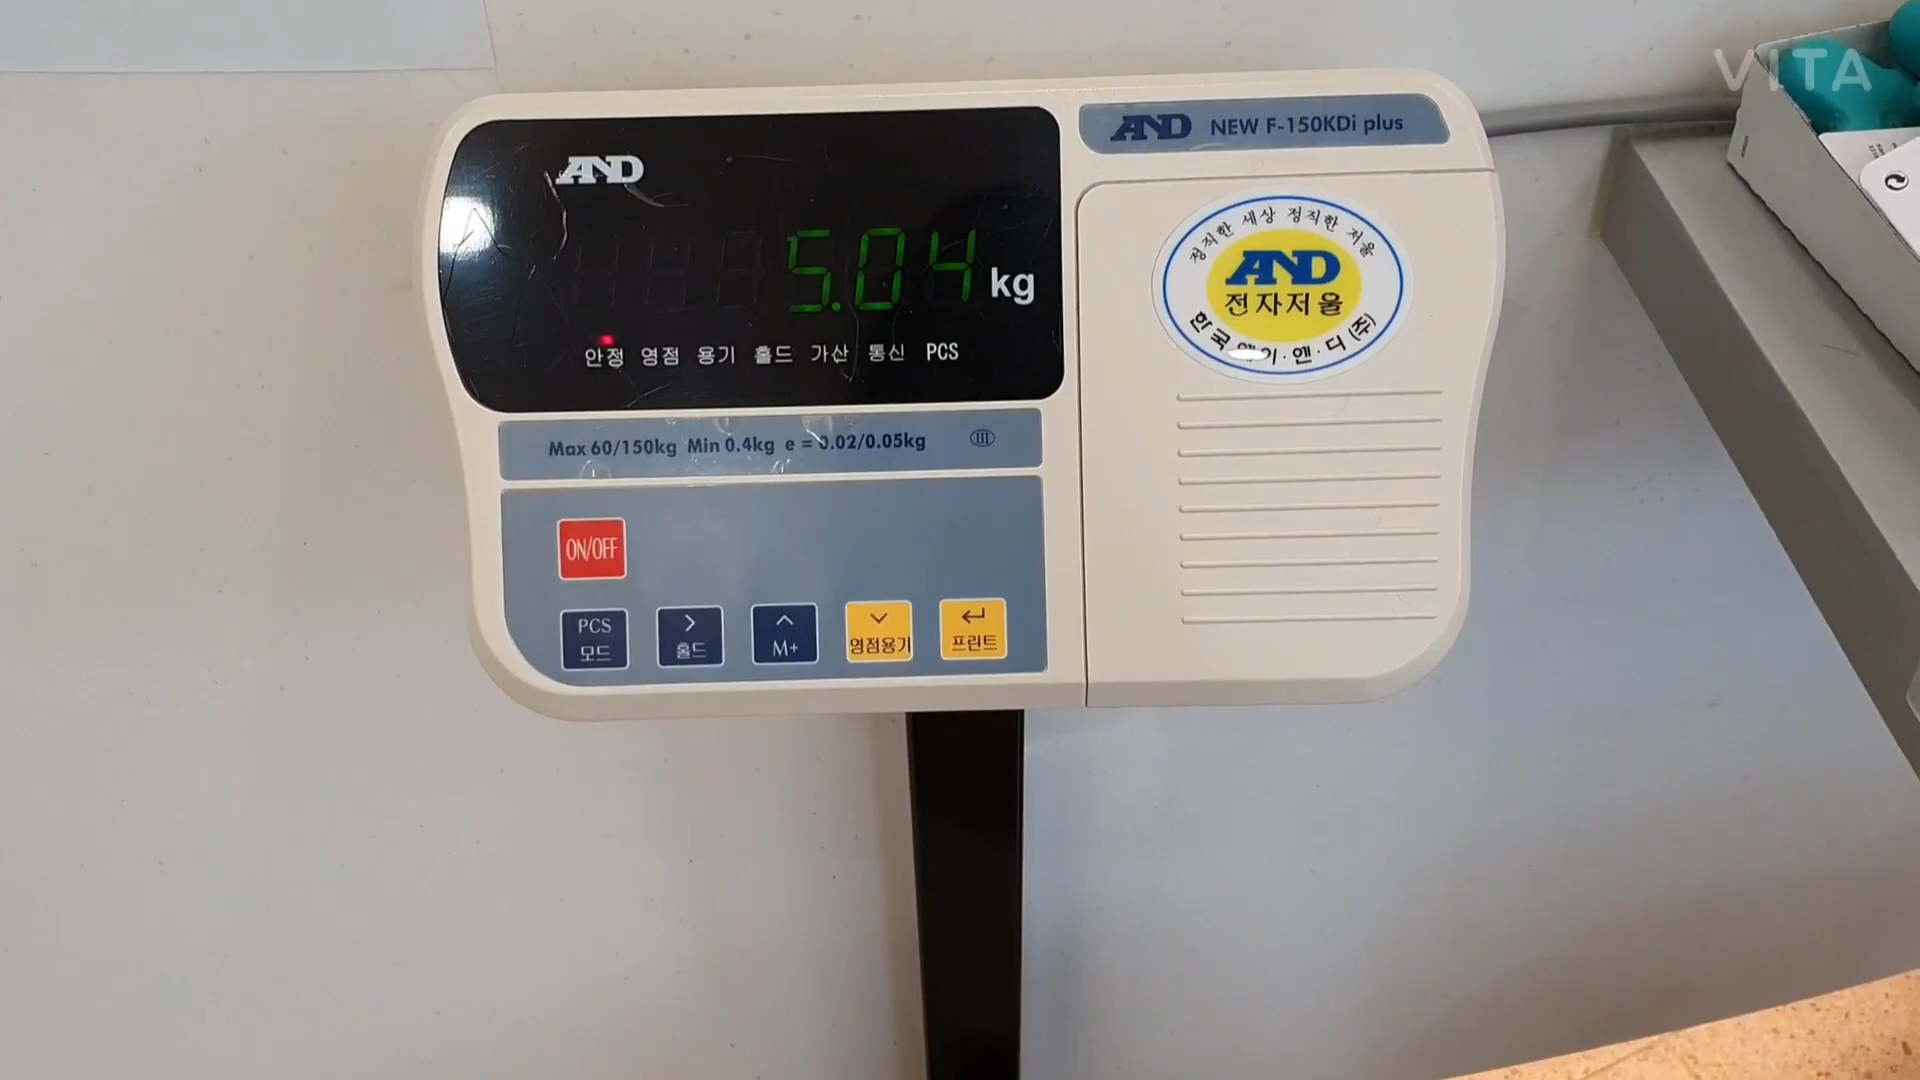 VITA
AND NEW F-150KDi plus
AND
5.04 kg
안정 영점 용기 홀드 가산 통신 PCS
정직한 세상 정직한 저울
AND
전자저울
한국에이·앤·디(주)
Max 60/150kg Min 0.4kg e = 0.02/0.05kg III
ON/OFF
PCS
모드
>
홀드
M+
영점용기
프린트